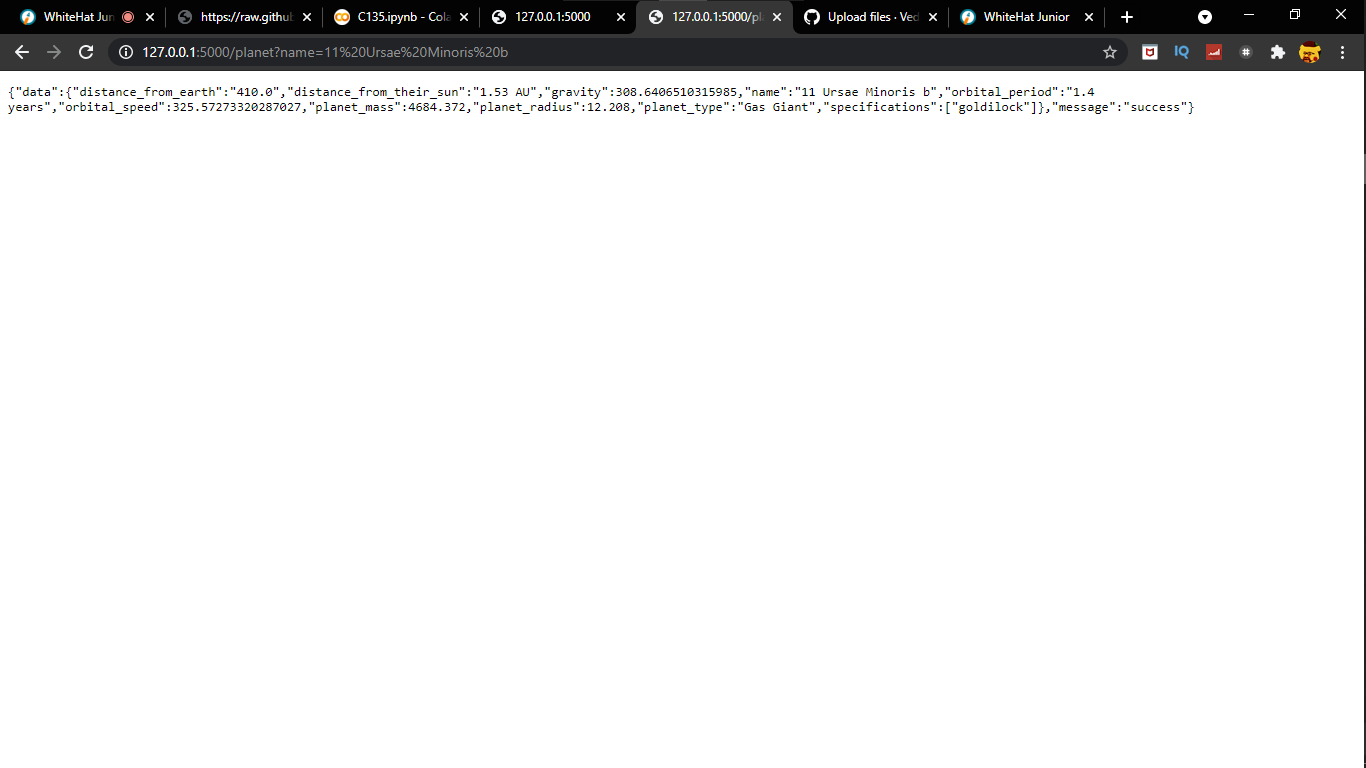 WhiteHat Jun https://raw.githu C135.ipynb - Cola 127.0.0.1:5000 127.0.0.1:5000/pl Upload files · Ved WhiteHat Junior
127.0.0.1:5000/planet?name=11%20Ursae%20Minoris%20b IQ #
{"data":{"distance_from_earth":"410.0","distance_from_their_sun":"1.53 AU","gravity":308.6406510315985,"name":"11 Ursae Minoris b","orbital_period":"1.4
years","orbital_speed":325.57273320287027,"planet_mass":4684.372,"planet_radius":12.208,"planet_type":"Gas Giant","specifications":["goldilock"]},"message":"success"}